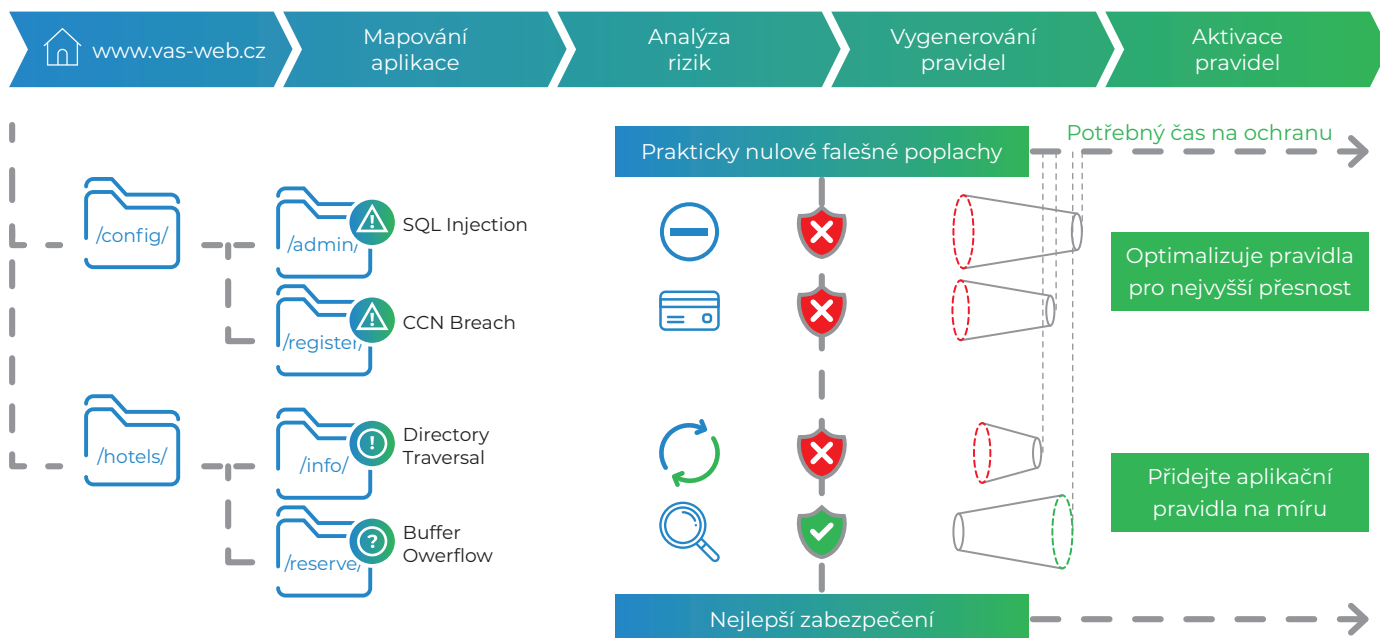 www.vas-web.cz
Mapování
aplikace
Analýza
rizik
Vygenerování
pravidel
Aktivace
pravidel
Prakticky nulové falešné poplachy
Potřebný čas na ochranu
/config/
/admin/
SQL Injection
/register/
CCN Breach
Optimalizuje pravidla
pro nejvyšší přesnost
/hotels/
/info/
Directory
Traversal
/reserve/
Buffer
Owerflow
Přidejte aplikační
pravidla na míru
Nejlepší zabezpečení